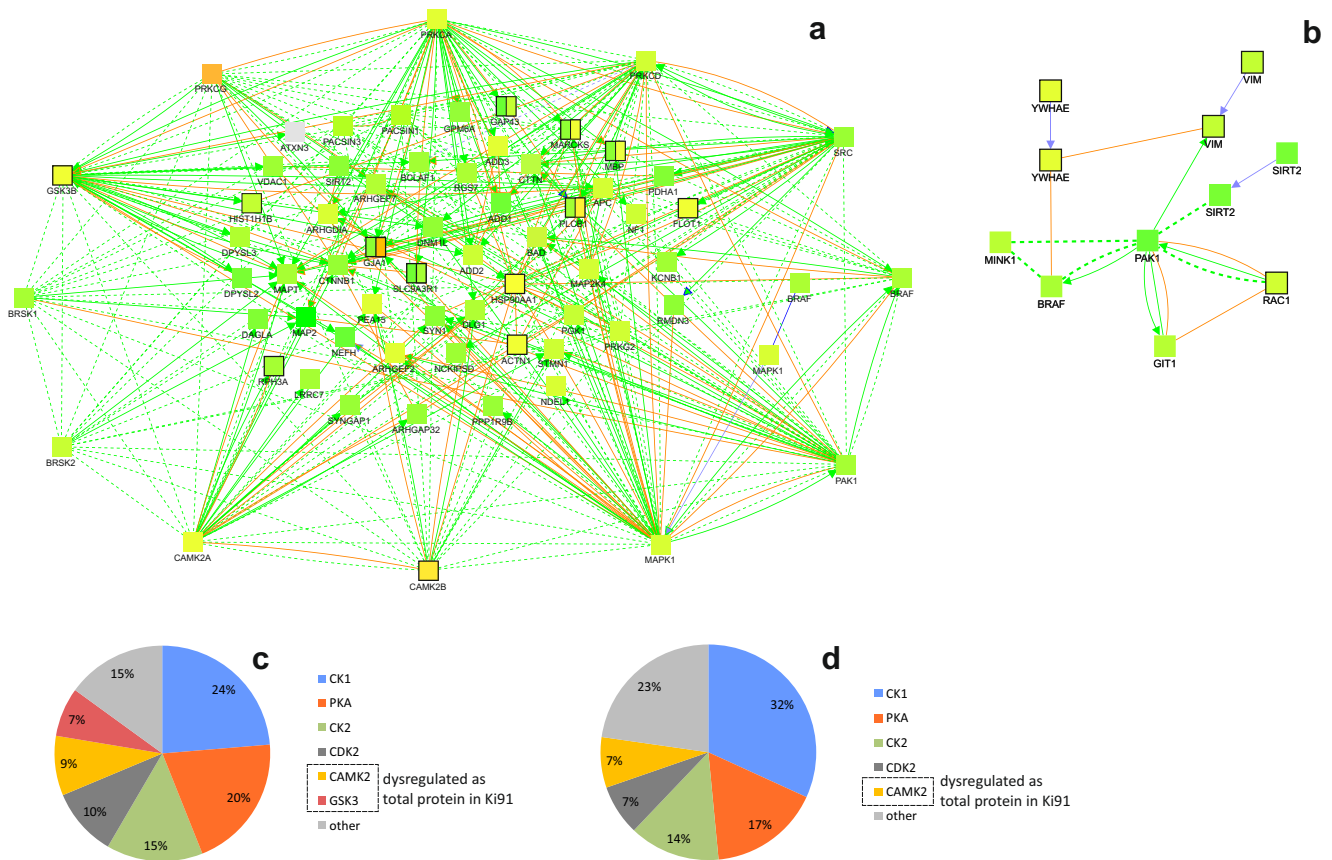 a
b
PRKCA
PRKCG
PRKCD
SRC
GSK3B
BRSK1
BRSK2
CAMK2A
CAMK2B
MAPK1
PAK1
BRAF
ATXN3
PACSIN3
PACSIN1
GPM6A
GAP43
MARCKS
MBP
ADD3
VDAC1
SIRT2
BCLAF1
RGS7
CTTN
PDHA1
ARHGEF7
APC
HIST1H1B
ARHGDIA
ADD1
PLCB1
NF1
FLOT1
DPYSL3
GJA1
DNM1L
BAD
DPYSL2
MAPT
CTNNB1
SLC9A3R1
ADD2
HSP90AA1
MAP2K4
KCNB1
BRAF
RMDN3
DAGLA
MAP2
PEA15
SYN1
DLG1
PGK1
PRKG2
NEFH
RPH3A
ARHGEF2
NCKIPSD
ACTN1
STMN1
MAPK1
LRRC7
NDEL1
SYNGAP1
ARHGAP32
PPP1R9B
VIM
YWHAE
VIM
YWHAE
SIRT2
SIRT2
MINK1
PAK1
BRAF
RAC1
GIT1
c
15%
24%
7%
9%
20%
10%
15%
CK1
PKA
CK2
CDK2
CAMK2
GSK3
other
dysregulated as
total protein in Ki91
d
23%
32%
7%
7%
17%
14%
CK1
PKA
CK2
CDK2
CAMK2
other
dysregulated as
total protein in Ki91